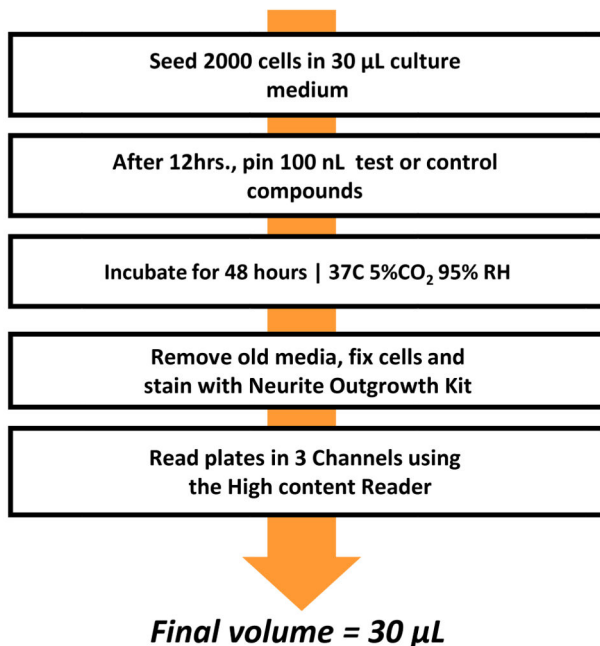 Seed 2000 cells in 30 µL culture
medium
After 12hrs., pin 100 nL test or control
compounds
Incubate for 48 hours | 37C 5%CO₂ 95% RH
Remove old media, fix cells and
stain with Neurite Outgrowth Kit
Read plates in 3 Channels using
the High content Reader
Final volume = 30 µL